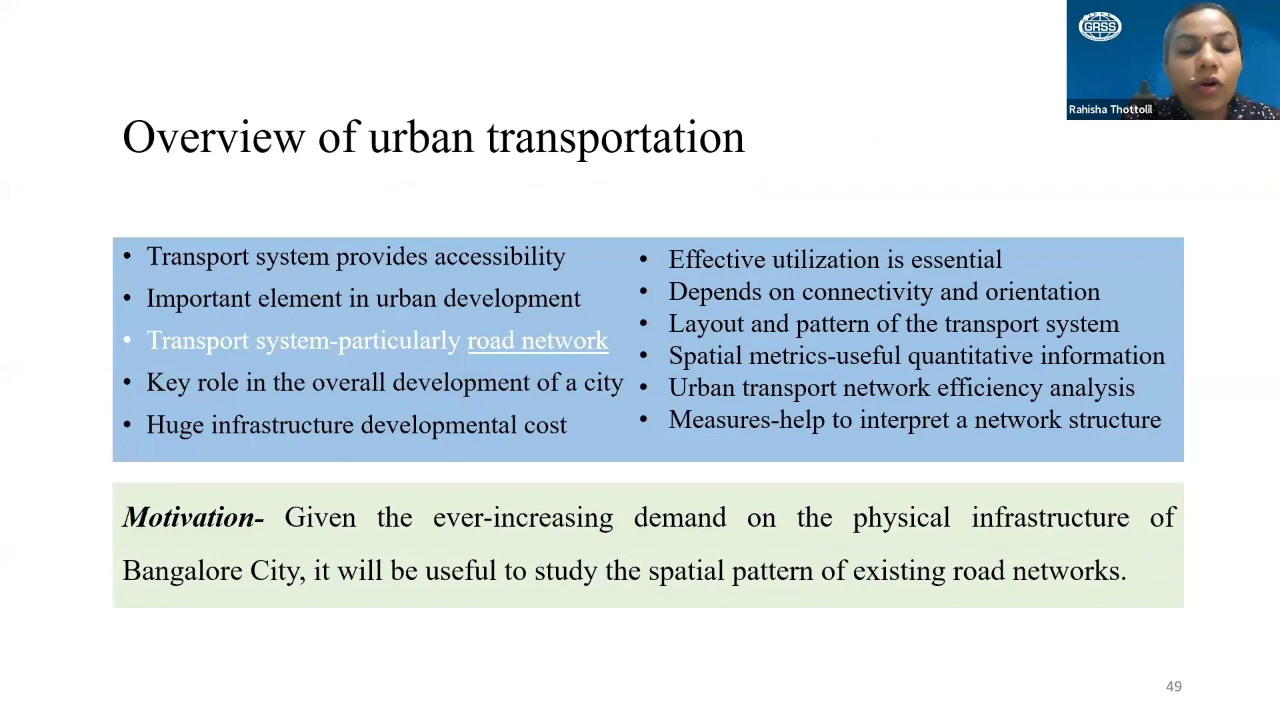 GRSS
Rahisha Thottolil
Overview of urban transportation
• Transport system provides accessibility
• Important element in urban development
• Transport system-particularly road network
• Key role in the overall development of a city
• Huge infrastructure developmental cost
• Effective utilization is essential
• Depends on connectivity and orientation
• Layout and pattern of the transport system
• Spatial metrics-useful quantitative information
• Urban transport network efficiency analysis
• Measures-help to interpret a network structure
Motivation- Given the ever-increasing demand on the physical infrastructure of
Bangalore City, it will be useful to study the spatial pattern of existing road networks.
49